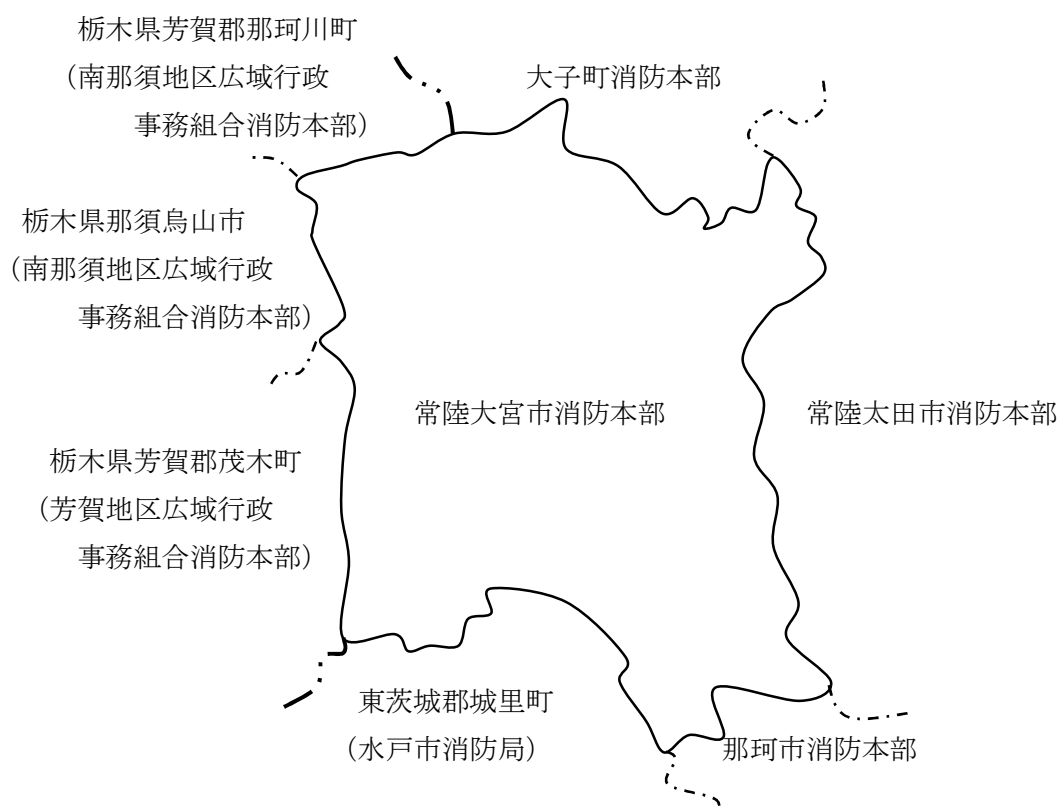 栃木県芳賀郡那珂川町
（南那須地区広域行政
事務組合消防本部）
大子町消防本部
栃木県那須烏山市
（南那須地区広域行政
事務組合消防本部）
常陸大宮市消防本部
常陸太田市消防本部
栃木県芳賀郡茂木町
（芳賀地区広域行政
事務組合消防本部）
東茨城郡城里町
（水戸市消防局）
那珂市消防本部